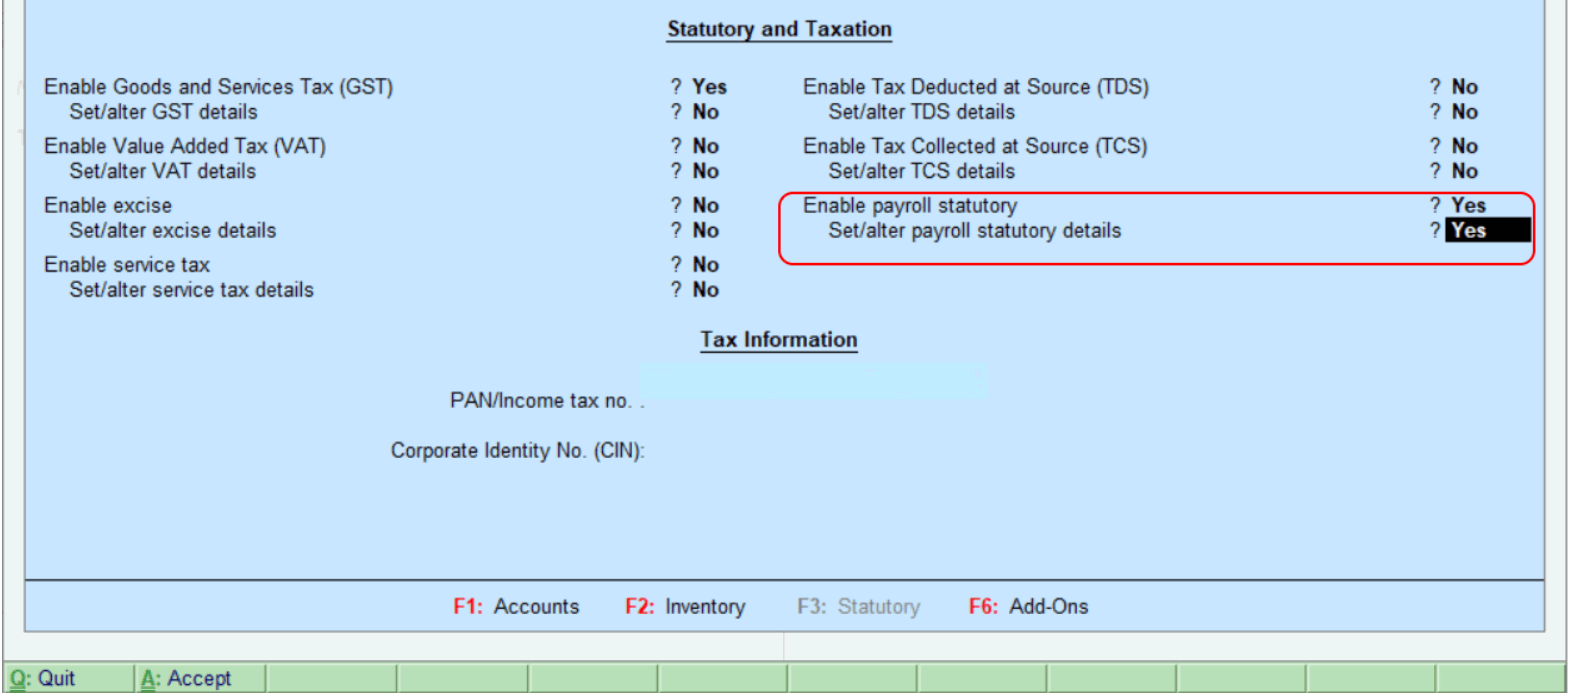 Statutory and Taxation
Enable Goods and Services Tax (GST) ? Yes Enable Tax Deducted at Source (TDS) ? No
Set/alter GST details ? No Set/alter TDS details ? No
Enable Value Added Tax (VAT) ? No Enable Tax Collected at Source (TCS) ? No
Set/alter VAT details ? No Set/alter TCS details ? No
Enable excise ? No Enable payroll statutory ? Yes
Set/alter excise details ? No Set/alter payroll statutory details ? Yes
Enable service tax ? No
Set/alter service tax details ? No
Tax Information
PAN/Income tax no. :
Corporate Identity No. (CIN):
F1: Accounts F2: Inventory F3: Statutory F6: Add-Ons
Q: Quit A: Accept